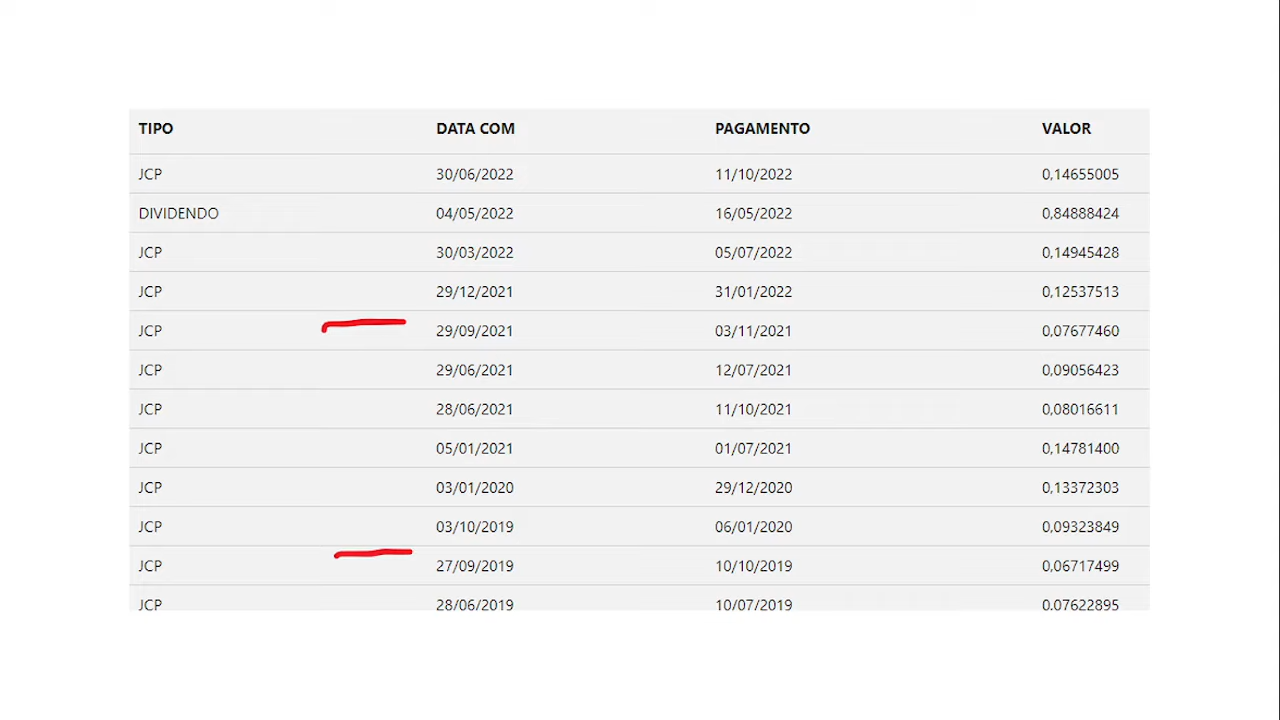 TIPO DATA COM PAGAMENTO VALOR
JCP 30/06/2022 11/10/2022 0,14655005
DIVIDENDO 04/05/2022 16/05/2022 0,84888424
JCP 30/03/2022 05/07/2022 0,14945428
JCP 29/12/2021 31/01/2022 0,12537513
JCP 29/09/2021 03/11/2021 0,07677460
JCP 29/06/2021 12/07/2021 0,09056423
JCP 28/06/2021 11/10/2021 0,08016611
JCP 05/01/2021 01/07/2021 0,14781400
JCP 03/01/2020 29/12/2020 0,13372303
JCP 03/10/2019 06/01/2020 0,09323849
JCP 27/09/2019 10/10/2019 0,06717499
JCP 28/06/2019 10/07/2019 0,07622895